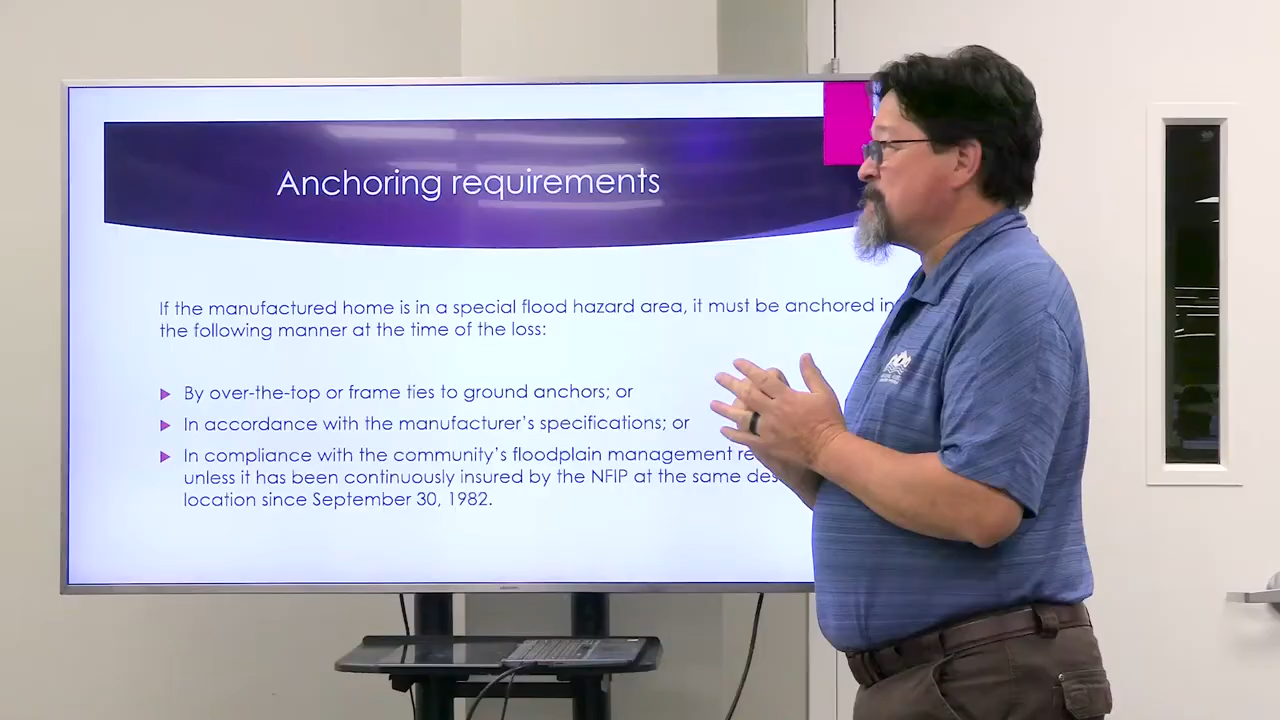 Anchoring requirements
If the manufactured home is in a special flood hazard area, it must be anchored in
the following manner at the time of the loss:
By over-the-top or frame ties to ground anchors; or
In accordance with the manufacturer's specifications; or
In compliance with the community's floodplain management
unless it has been continuously insured by the NFIP at the same
location since September 30, 1982.